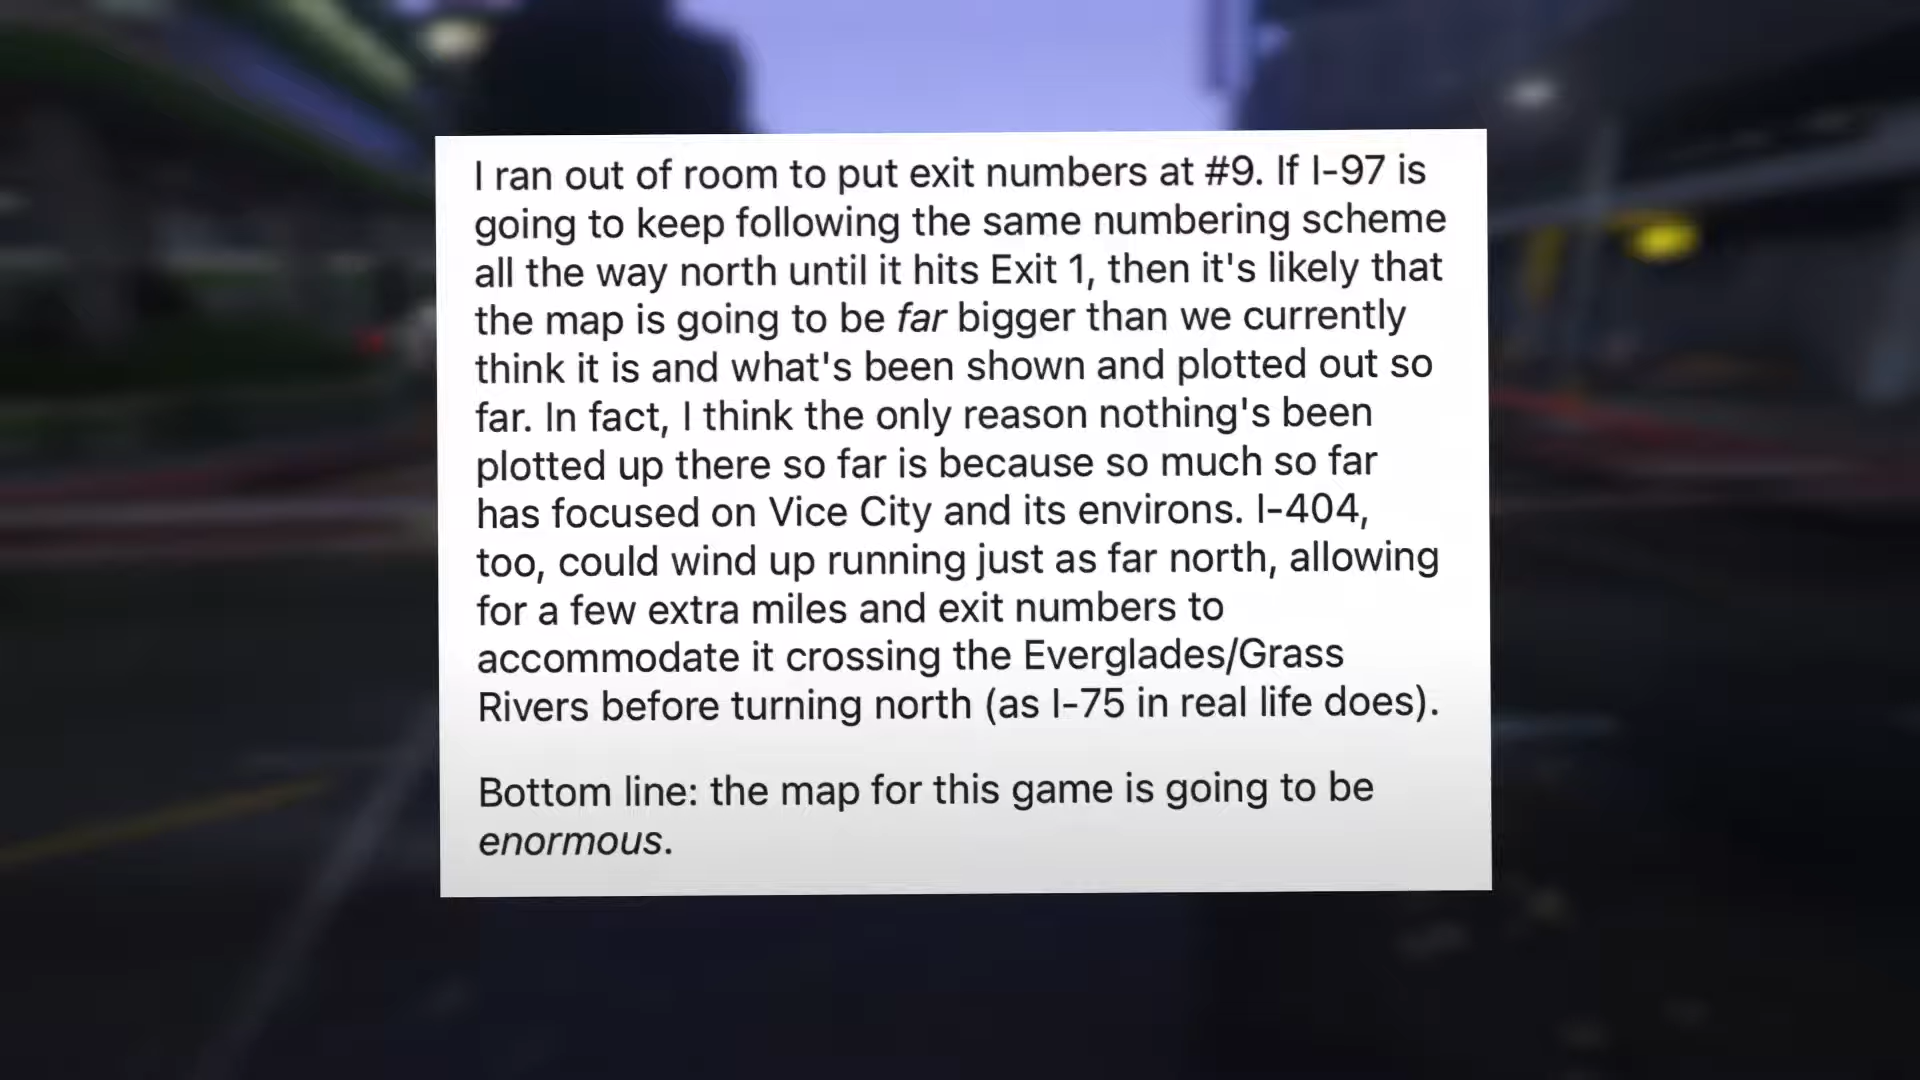 I ran out of room to put exit numbers at #9. If I-97 is
going to keep following the same numbering scheme
all the way north until it hits Exit 1, then it's likely that
the map is going to be far bigger than we currently
think it is and what's been shown and plotted out so
far. In fact, I think the only reason nothing's been
plotted up there so far is because so much so far
has focused on Vice City and its environs. I-404,
too, could wind up running just as far north, allowing
for a few extra miles and exit numbers to
accommodate it crossing the Everglades/Grass
Rivers before turning north (as I-75 in real life does).
Bottom line: the map for this game is going to be
enormous.